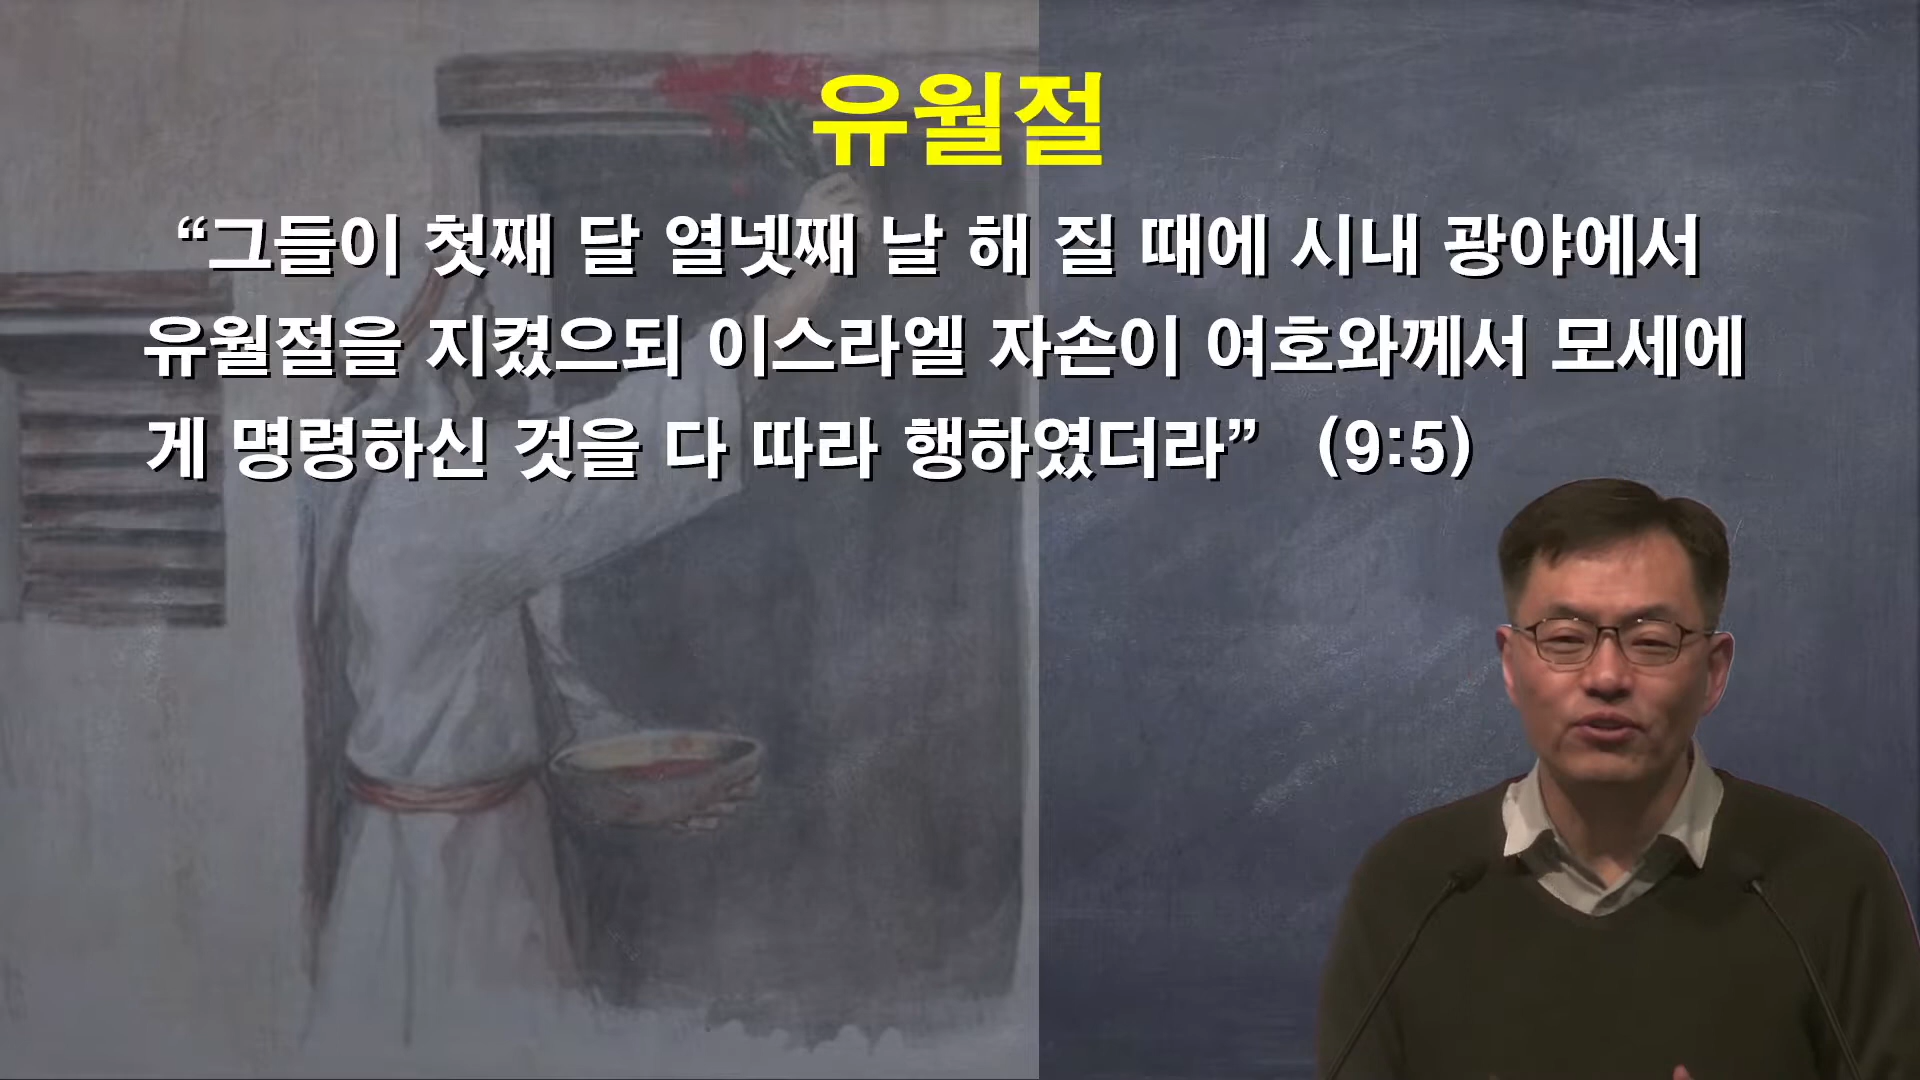 유월절
“그들이 첫째 달 열넷째 날 해 질 때에 시내 광야에서
유월절을 지켰으되 이스라엘 자손이 여호와께서 모세에
게 명령하신 것을 다 따라 행하였더라” (9:5)